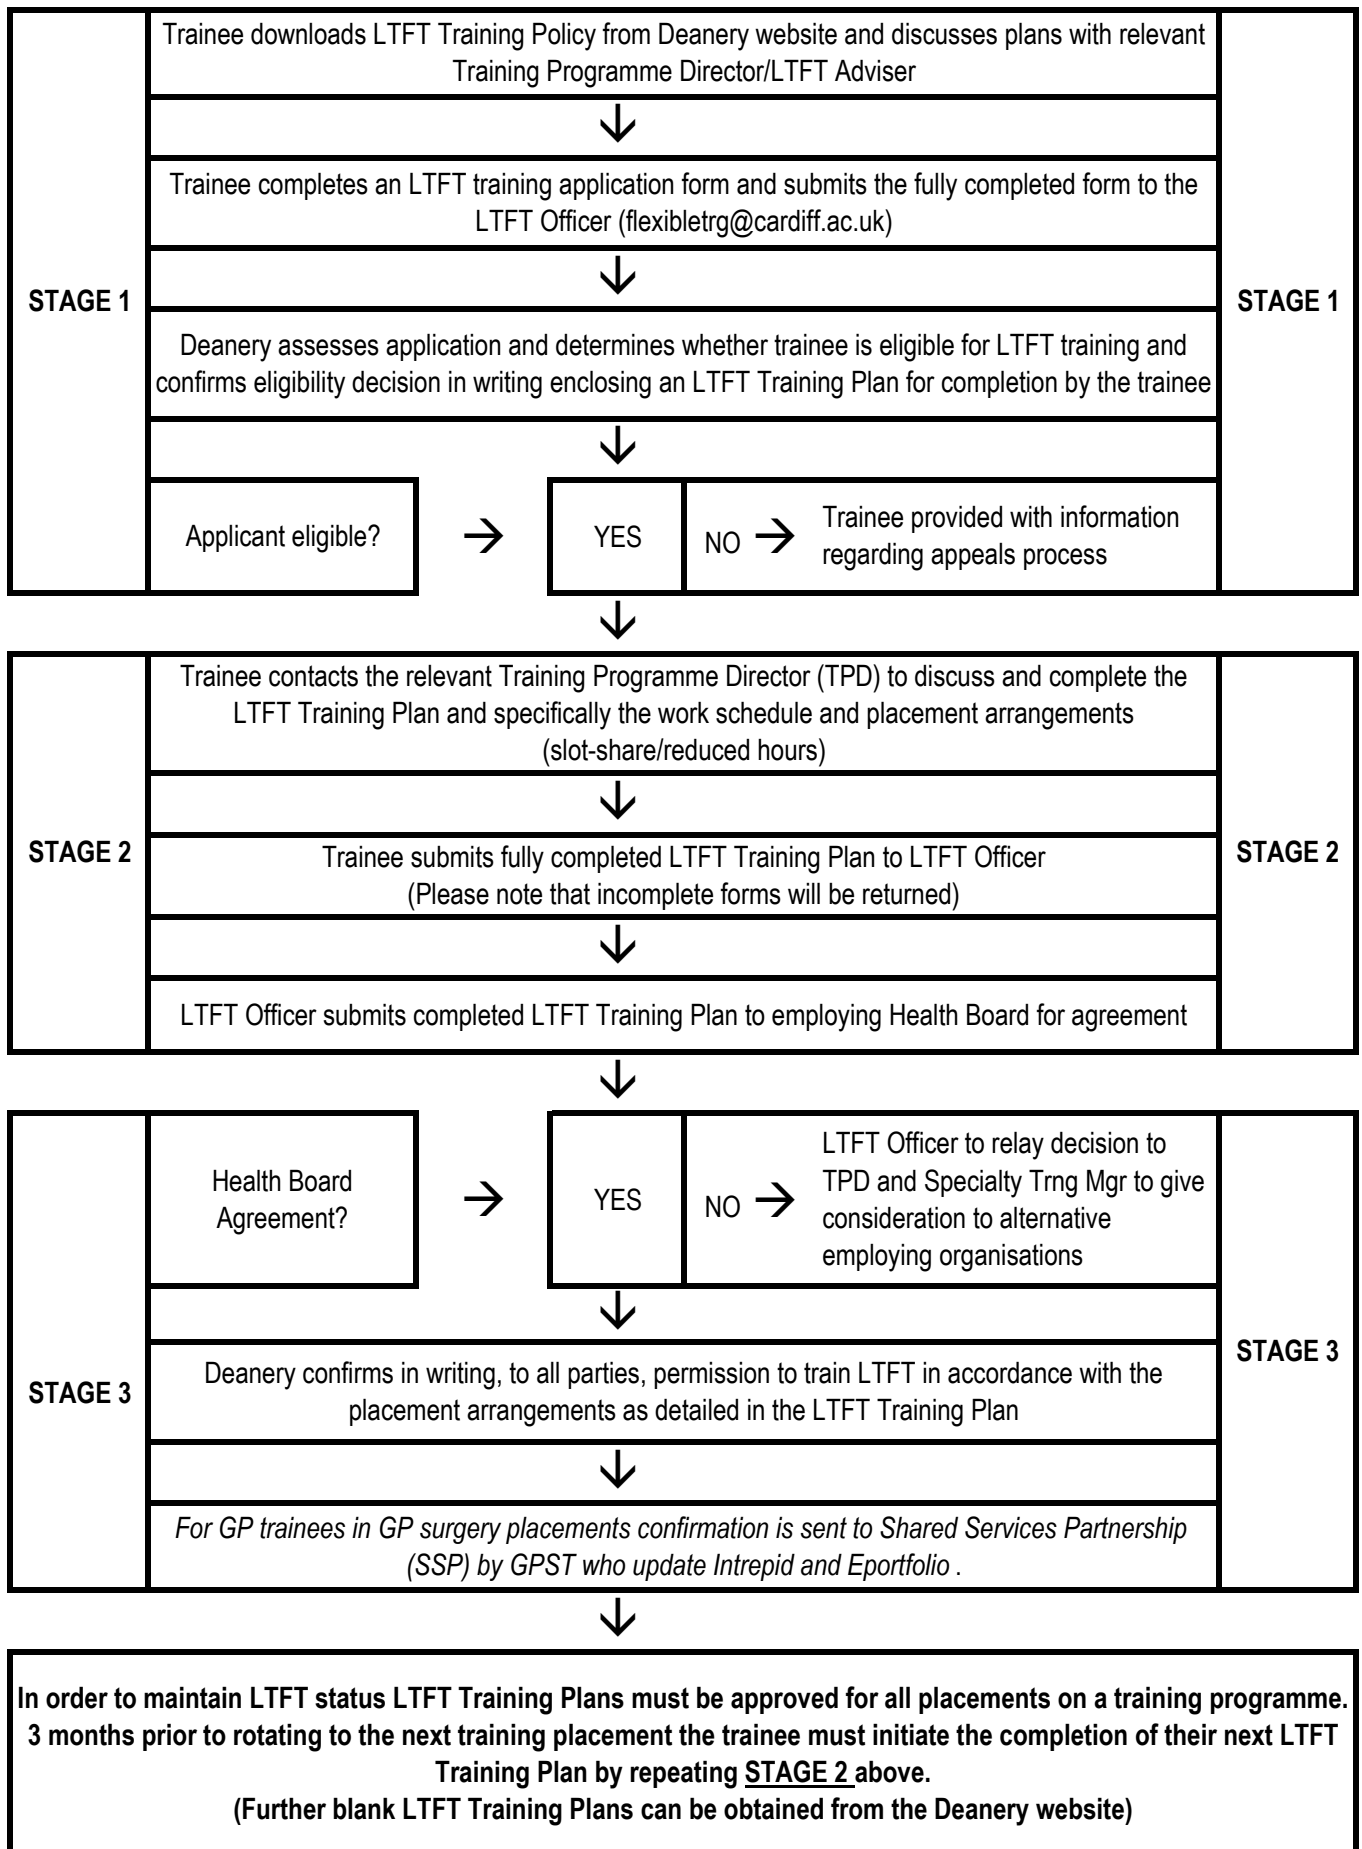 Trainee downloads LTFT Training Policy from Deanery website and discusses plans with relevant
Training Programme Director/LTFT Adviser
↓
Trainee completes an LTFT training application form and submits the fully completed form to the
LTFT Officer (flexibletrg@cardiff.ac.uk)
↓
STAGE 1
STAGE 1
Deanery assesses application and determines whether trainee is eligible for LTFT training and
confirms eligibility decision in writing enclosing an LTFT Training Plan for completion by the trainee
↓
Applicant eligible?
→
YES
NO →
Trainee provided with information
regarding appeals process
↓
Trainee contacts the relevant Training Programme Director (TPD) to discuss and complete the
LTFT Training Plan and specifically the work schedule and placement arrangements
(slot-share/reduced hours)
↓
STAGE 2
STAGE 2
Trainee submits fully completed LTFT Training Plan to LTFT Officer
(Please note that incomplete forms will be returned)
↓
LTFT Officer submits completed LTFT Training Plan to employing Health Board for agreement
↓
Health Board
Agreement?
→
YES
NO →
LTFT Officer to relay decision to
TPD and Specialty Trng Mgr to give
consideration to alternative
employing organisations
↓
STAGE 3
STAGE 3
Deanery confirms in writing, to all parties, permission to train LTFT in accordance with the
placement arrangements as detailed in the LTFT Training Plan
↓
For GP trainees in GP surgery placements confirmation is sent to Shared Services Partnership
(SSP) by GPST who update Intrepid and Eportfolio .
↓
In order to maintain LTFT status LTFT Training Plans must be approved for all placements on a training programme.
3 months prior to rotating to the next training placement the trainee must initiate the completion of their next LTFT
Training Plan by repeating STAGE 2 above.
(Further blank LTFT Training Plans can be obtained from the Deanery website)